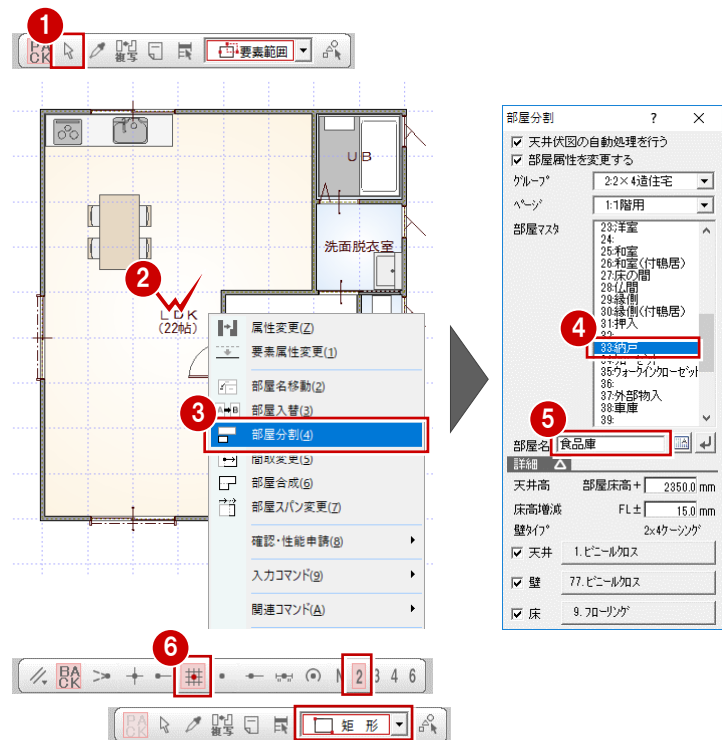 1
PA
CK
複写
要素範囲
UB
洗面脱衣室
2
LDK
(22帖)
3
属性変更(Z)
要素属性変更(1)
部屋名移動(2)
A B
部屋入替(3)
部屋分割(4)
間取変更(5)
部屋合成(6)
部屋スパン変更(7)
確認・性能申請(8)
入力コマンド(9)
関連コマンド(A)
部屋分割 ? ×
天井伏図の自動処理を行う
部屋属性を変更する
グループ 2:2×4造住宅
ページ 1:1階用
部屋マスタ
23:洋室
24:
25:和室
26:和室(付鴨居)
27:床の間
28:仏間
29:縁側
30:縁側(付鴨居)
31:押入
4
33:納戸
35:ウォークインクローゼット
36:
37:外部物入
38:車庫
39:
5
部屋名 食品庫
詳細
天井高 部屋床高+ 2350.0 mm
床高増減 FL± 15.0 mm
壁タイプ 2x4ケーシング
天井 1.ビニールクロス
壁 77.ビニールクロス
床 9.フローリング
6
BA
CK
2 3 4 6
PA
CK
複写
矩形